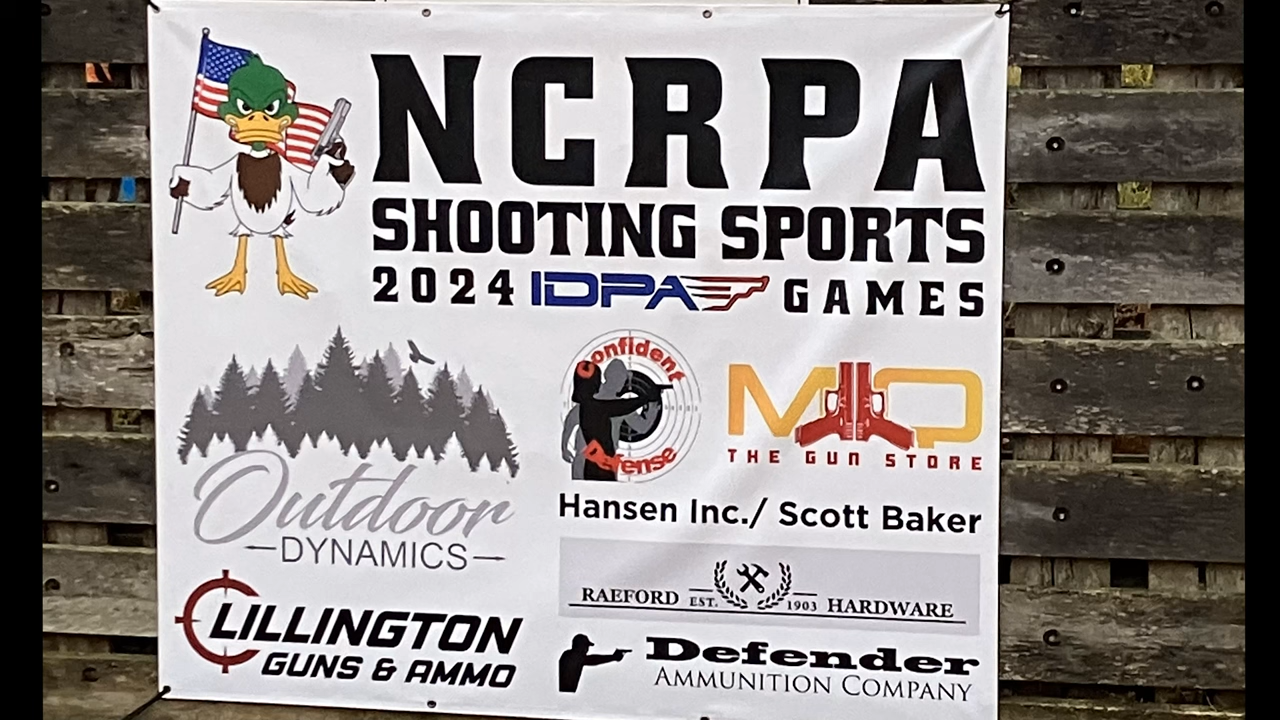 NCRPA
SHOOTING SPORTS
2024 IDPA GAMES
Outdoor
DYNAMICS
LILLINGTON
GUNS & AMMO
Confident
Defense
MQ
THE GUN STORE
Hansen Inc./ Scott Baker
RAEFORD EST. 1903 HARDWARE
Defender
AMMUNITION COMPANY